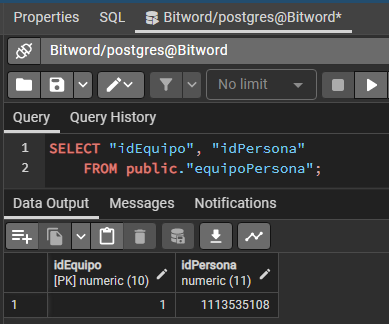 Properties SQL Bitword/postgres@Bitword*
Bitword/postgres@Bitword
No limit
Query Query History
1 SELECT "idEquipo", "idPersona"
2 FROM public."equipoPersona";
Data Output Messages Notifications
idEquipo idPersona
[PK] numeric (10) numeric (11)
1 1 1113535108